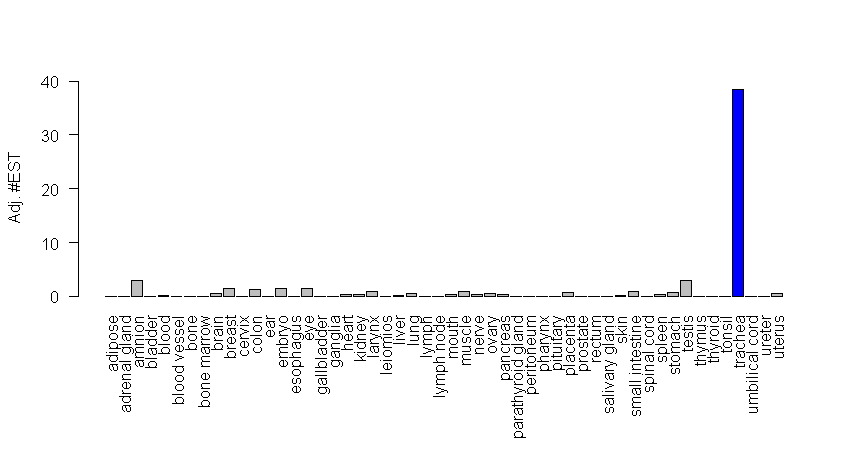 Adj. #EST
40
30
20
10
0
adipose
adrenal gland
amnion
bladder
blood
blood vessel
bone
bone marrow
brain
breast
cervix
colon
ear
embryo
esophagus
eye
gallbladder
ganglia
heart
kidney
larynx
leiomios
liver
lung
lymph
lymph node
mouth
muscle
nerve
ovary
pancreas
parathyroid gland
peritoneum
pharynx
pituitary
placenta
prostate
rectum
salivary gland
skin
small intestine
spinal cord
spleen
stomach
testis
thymus
thyroid
tonsil
trachea
umbilical cord
ureter
uterus